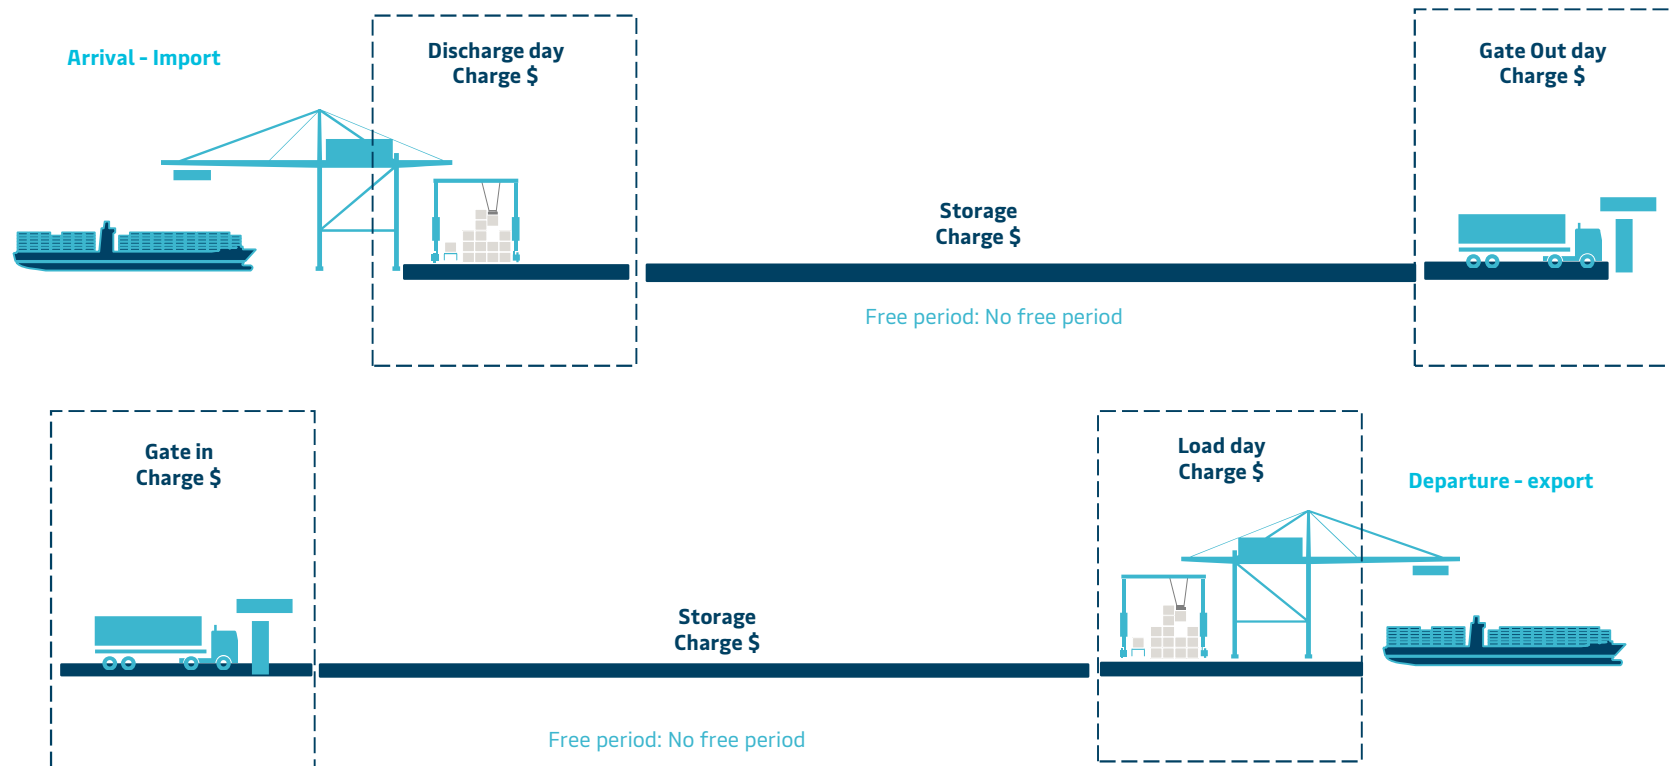 Arrival - Import
Discharge day
Charge $
Gate Out day
Charge $
Storage
Charge $
Free period: No free period
Gate in
Charge $
Load day
Charge $
Departure - export
Storage
Charge $
Free period: No free period